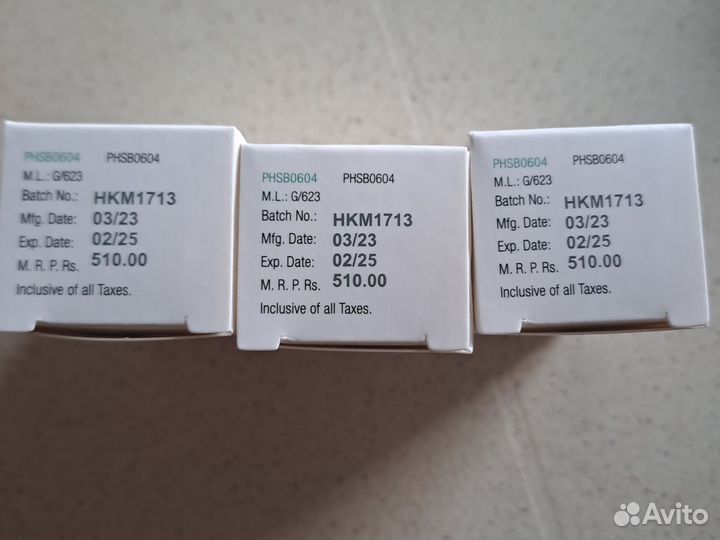 PHSB0604 PHSB0604
M.L.: G/623
Batch No.: HKM1713
Mfg. Date: 03/23
Exp. Date: 02/25
M. R. P. Rs. 510.00
Inclusive of all Taxes.
PHSB0604 PHSB0604
M.L.: G/623
Batch No.: HKM1713
Mfg. Date: 03/23
Exp. Date: 02/25
M. R. P. Rs. 510.00
Inclusive of all Taxes.
PHSB0604 PHSB0604
M.L.: G/623
Batch No.: HKM1713
Mfg. Date: 03/23
Exp. Date: 02/25
M. R. P. Rs. 510.00
Inclusive of all Taxes.
Avito